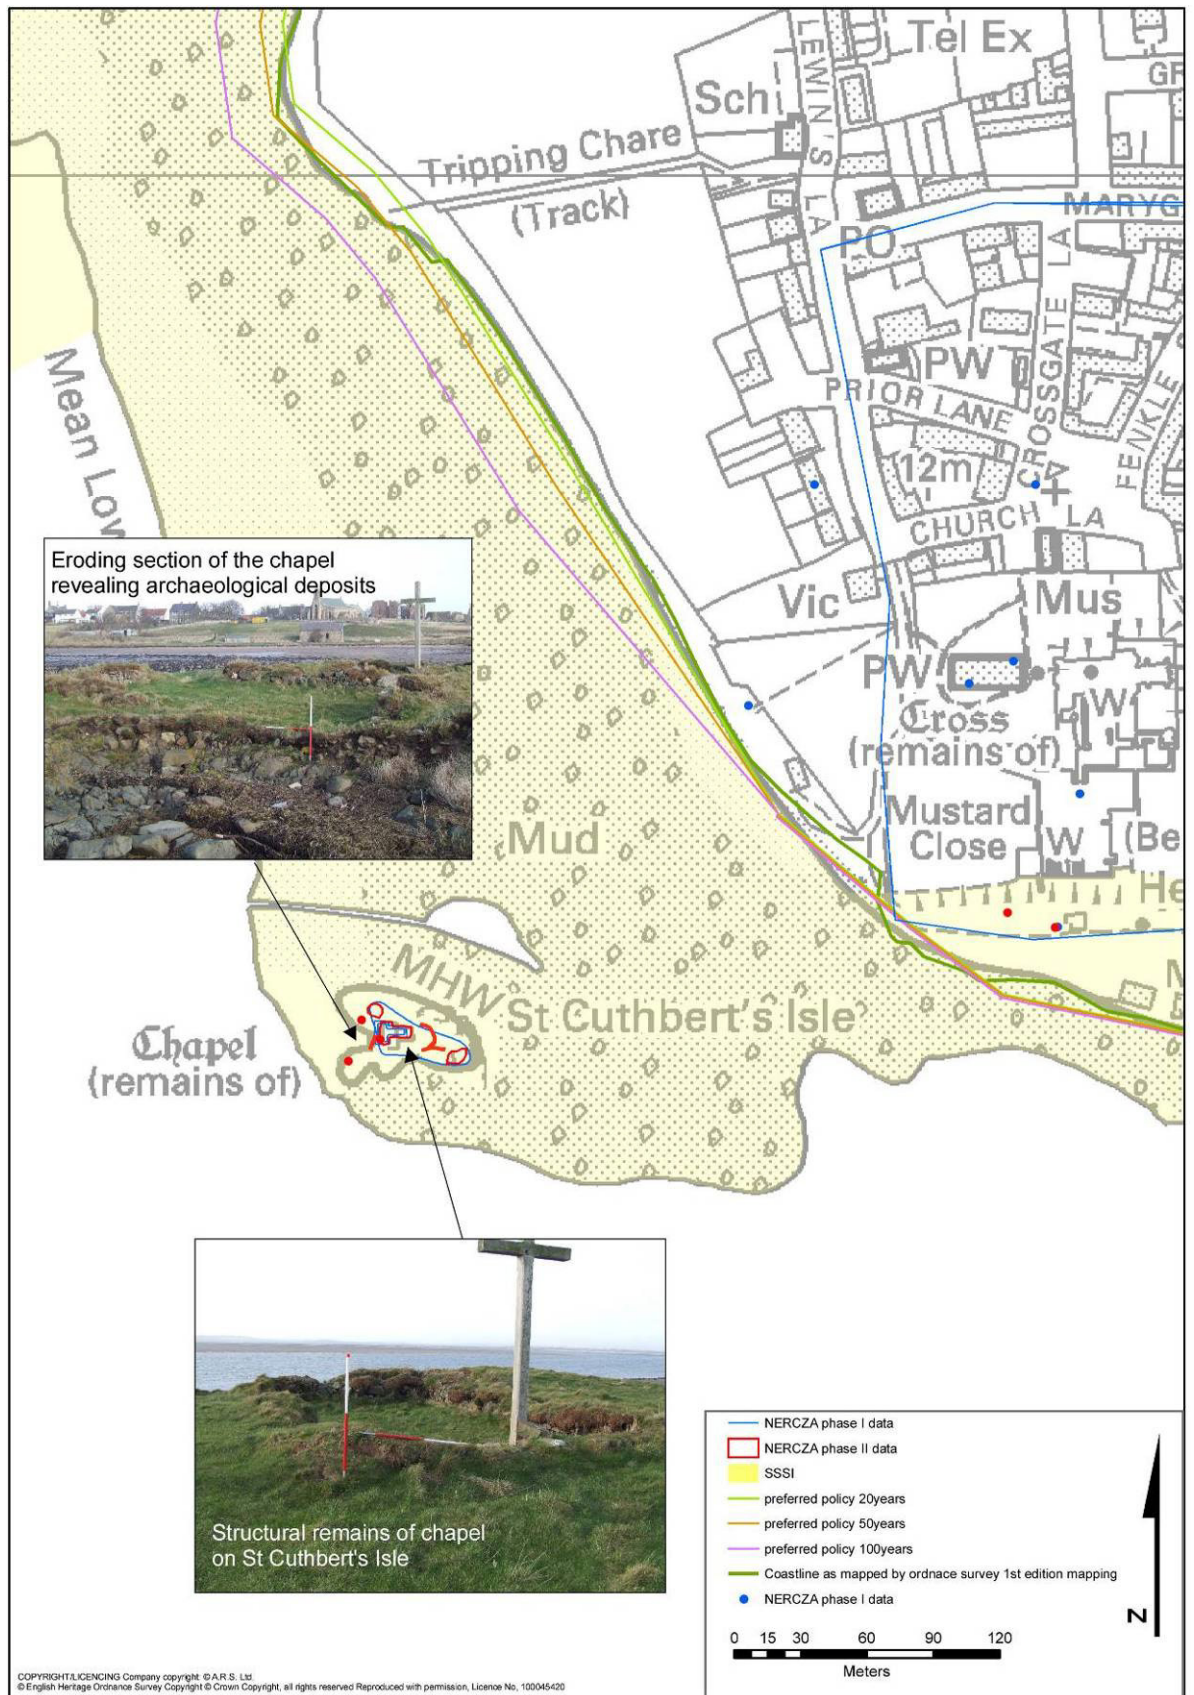 Tel Ex
GR
Sch
LEWIN'S LA
Tripping Chare
(Track)
MARYG
PO
LA
CROSSGATE
PW
PRIOR LANE
FENKLE
12m
CHURCH LA
Mean Low
Eroding section of the chapel
revealing archaeological deposits
Vic
Mus
PW
W
Cross
(remains of)
Mustard
Close
W
(Be
Mud
He
MHW
St Cuthbert's Isle
M
Chapel
(remains of)
Structural remains of chapel
on St Cuthbert's Isle
NERCZA phase I data
NERCZA phase II data
SSSI
preferred policy 20years
preferred policy 50years
preferred policy 100years
Coastline as mapped by ordnace survey 1st edition mapping
NERCZA phase I data
N
0 15 30 60 90 120
Meters
COPYRIGHT/LICENCING Company copyright: © A.R.S. Ltd.
© English Heritage Ordnance Survey Copyright © Crown Copyright, all rights reserved Reproduced with permission, Licence No, 100045420